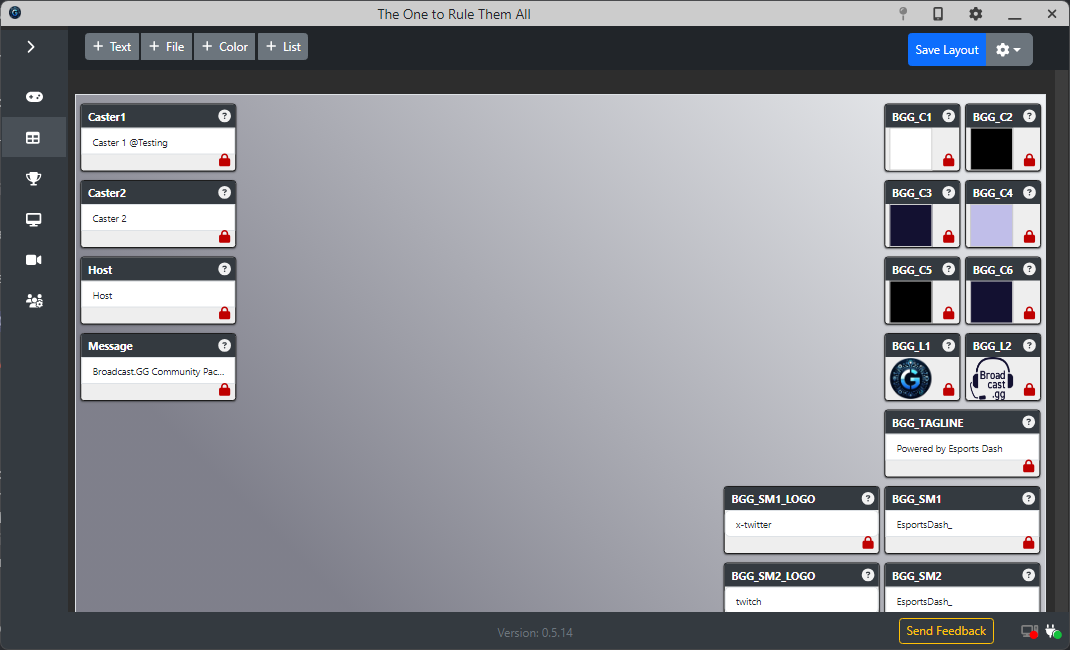 The One to Rule Them All
+ Text
+ File
+ Color
+ List
Save Layout
Caster1
Caster 1 @Testing
Caster2
Caster 2
Host
Host
Message
Broadcast.GG Community Pac...
BGG_C1
BGG_C2
BGG_C3
BGG_C4
BGG_C5
BGG_C6
BGG_L1
G
BGG_L2
Broad
cast
.gg
BGG_TAGLINE
Powered by Esports Dash
BGG_SM1_LOGO
x-twitter
BGG_SM1
EsportsDash_
BGG_SM2_LOGO
twitch
BGG_SM2
EsportsDash_
Version: 0.5.14
Send Feedback